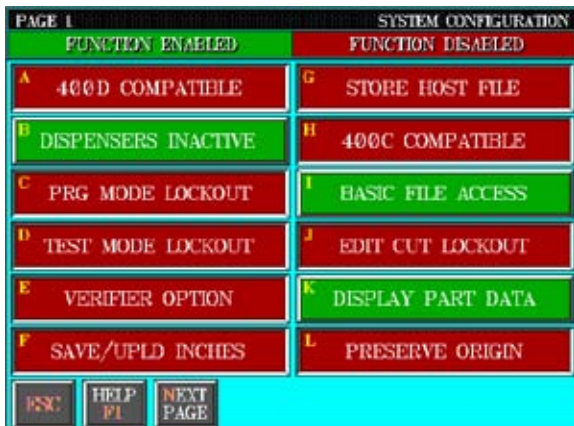 PAGE 1 SYSTEM CONFIGURATION
FUNCTION ENABLED FUNCTION DISABLED
A 400D COMPATIBLE
B DISPENSERS INACTIVE
C PRG MODE LOCKOUT
D TEST MODE LOCKOUT
E VERIFIER OPTION
F SAVE/UPLD INCHES
G STORE HOST FILE
H 400C COMPATIBLE
I BASIC FILE ACCESS
J EDIT CUT LOCKOUT
K DISPLAY PART DATA
L PRESERVE ORIGIN
ESC
HELP
F1
NEXT
PAGE